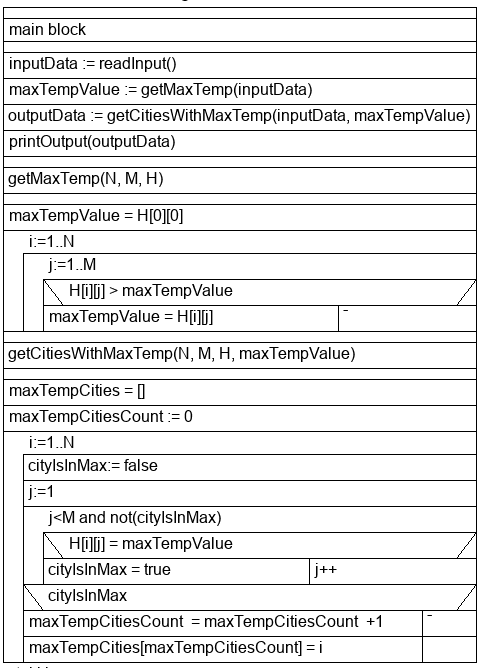 main block
inputData := readInput()
maxTempValue := getMaxTemp(inputData)
outputData := getCitiesWithMaxTemp(inputData, maxTempValue)
printOutput(outputData)
getMaxTemp(N, M, H)
maxTempValue = H[0][0]
i:=1..N
j:=1..M
H[i][j] > maxTempValue
maxTempValue = H[i][j] -
getCitiesWithMaxTemp(N, M, H, maxTempValue)
maxTempCities = []
maxTempCitiesCount := 0
i:=1..N
cityIsInMax:= false
j:=1
j<M and not(cityIsInMax)
H[i][j] = maxTempValue
cityIsInMax = true j++
cityIsInMax
maxTempCitiesCount = maxTempCitiesCount +1 -
maxTempCities[maxTempCitiesCount] = i